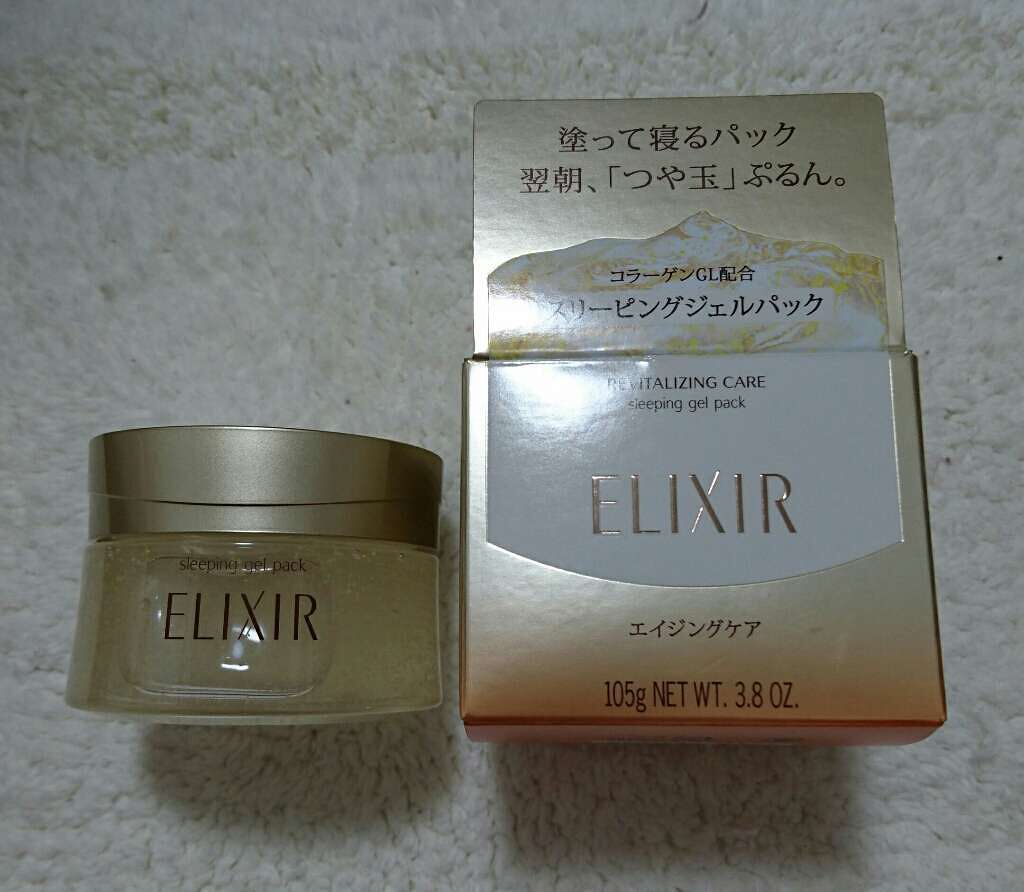 sleeping gel pack
ELIXIR
塗って寝るパック
翌朝、「つや玉」ぷるん。
コラーゲンGL配合
スリーピングジェルパック
REVITALIZING CARE
sleeping gel pack
ELIXIR
エイジングケア
105g NET WT. 3.8 OZ.